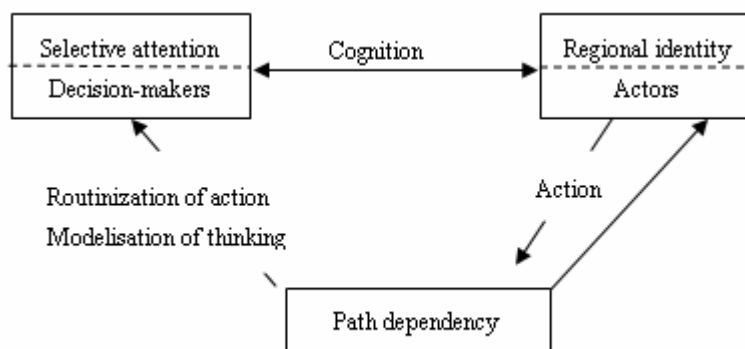 Selective attention
Decision-makers
Cognition
Regional identity
Actors
Routinization of action
Modelisation of thinking
Action
Path dependency